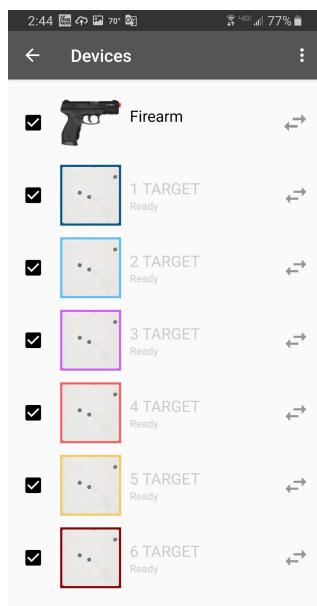 2:44 70° 4G 77%
Devices
Firearm
1 TARGET
Ready
2 TARGET
Ready
3 TARGET
Ready
4 TARGET
Ready
5 TARGET
Ready
6 TARGET
Ready